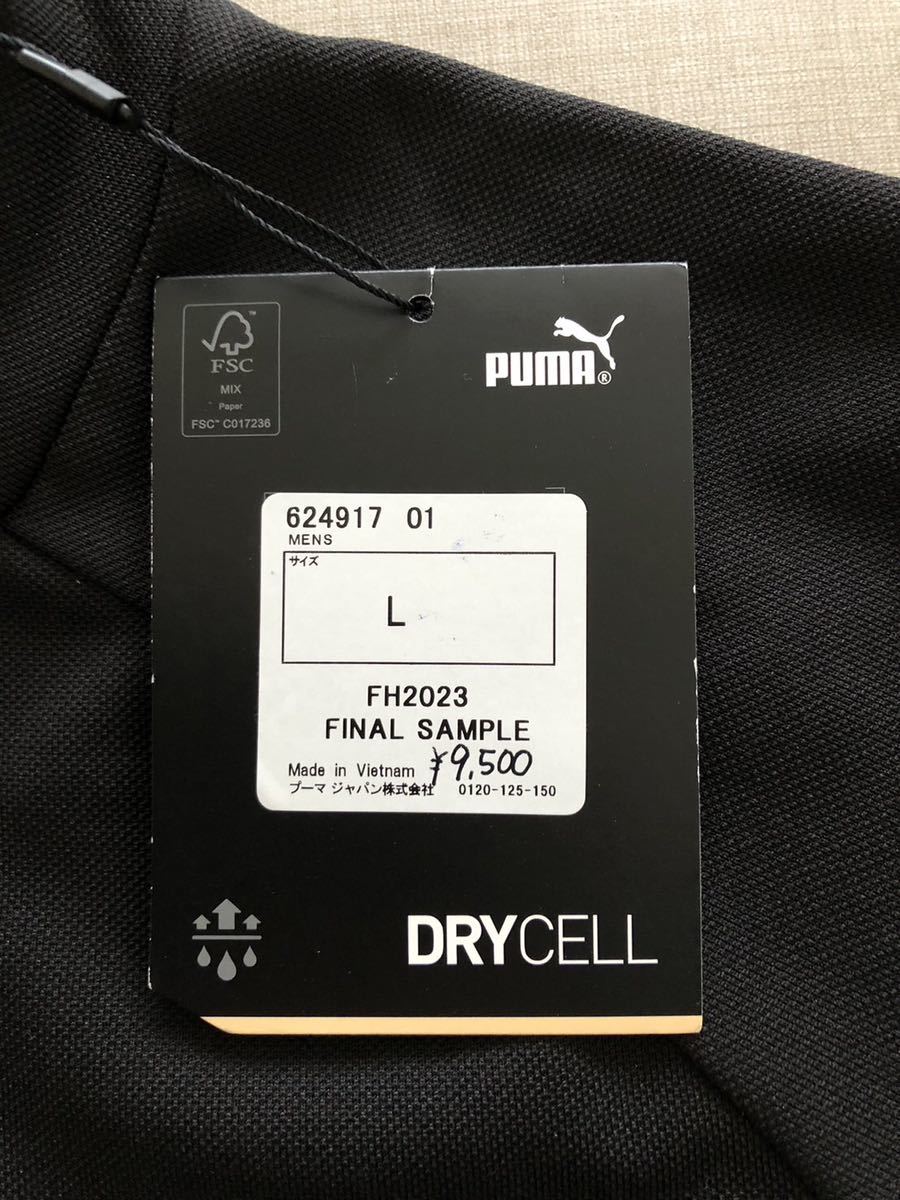 FSC™
MIX
Paper
FSC™ C017236
PUMA®
624917 01
MENS
サイズ
L
FH2023
FINAL SAMPLE
Made in Vietnam ¥9,500
プーマ ジャパン株式会社 0120-125-150
DRYCELL